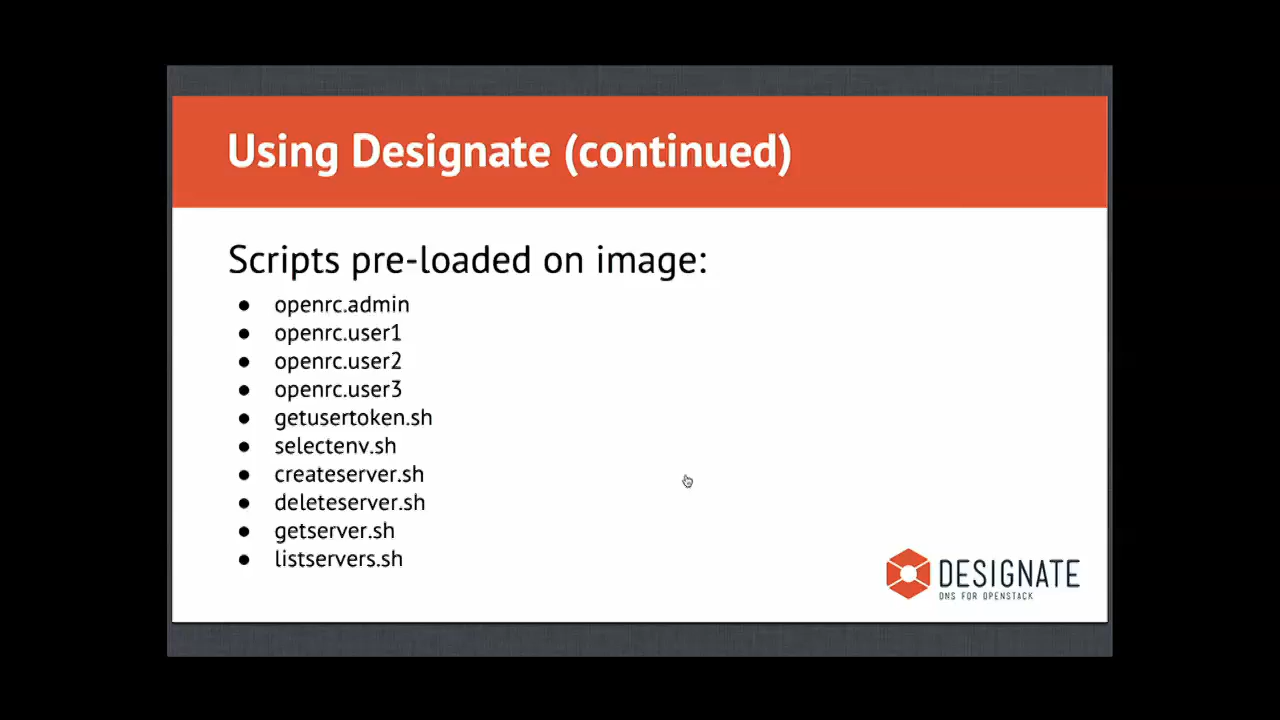 Using Designate (continued)
Scripts pre-loaded on image:
● openrc.admin
● openrc.user1
● openrc.user2
● openrc.user3
● getusertoken.sh
● selectenv.sh
● createserver.sh
● deleteserver.sh
● getserver.sh
● listservers.sh
DESIGNATE
DNS FOR OPENSTACK